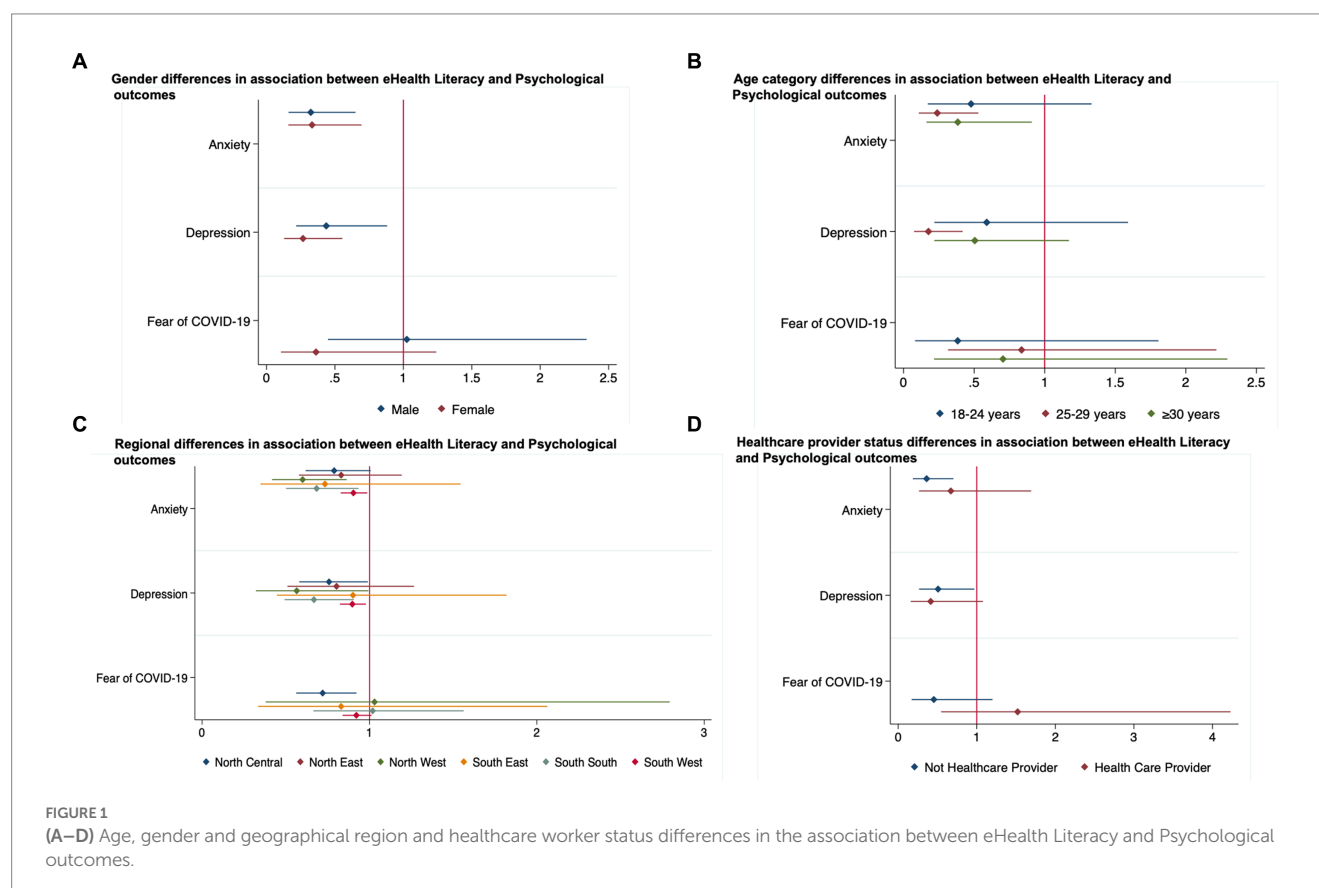 A
Gender differences in association between eHealth Literacy and Psychological
outcomes
Anxiety
Depression
Fear of COVID-19
0
.5
1
1.5
2
2.5
Male
Female
B
Age category differences in association between eHealth Literacy and
Psychological outcomes
Anxiety
Depression
Fear of COVID-19
0
.5
1
1.5
2
2.5
18-24 years
25-29 years
≥30 years
C
Regional differences in association between eHealth Literacy and Psychological
outcomes
Anxiety
Depression
Fear of COVID-19
0
1
2
3
North Central
North East
North West
South East
South South
South West
D
Healthcare provider status differences in association between eHealth Literacy
and Psychological outcomes
Anxiety
Depression
Fear of COVID-19
0
1
2
3
4
Not Healthcare Provider
Health Care Provider
FIGURE 1
(A–D) Age, gender and geographical region and healthcare worker status differences in the association between eHealth Literacy and Psychological
outcomes.